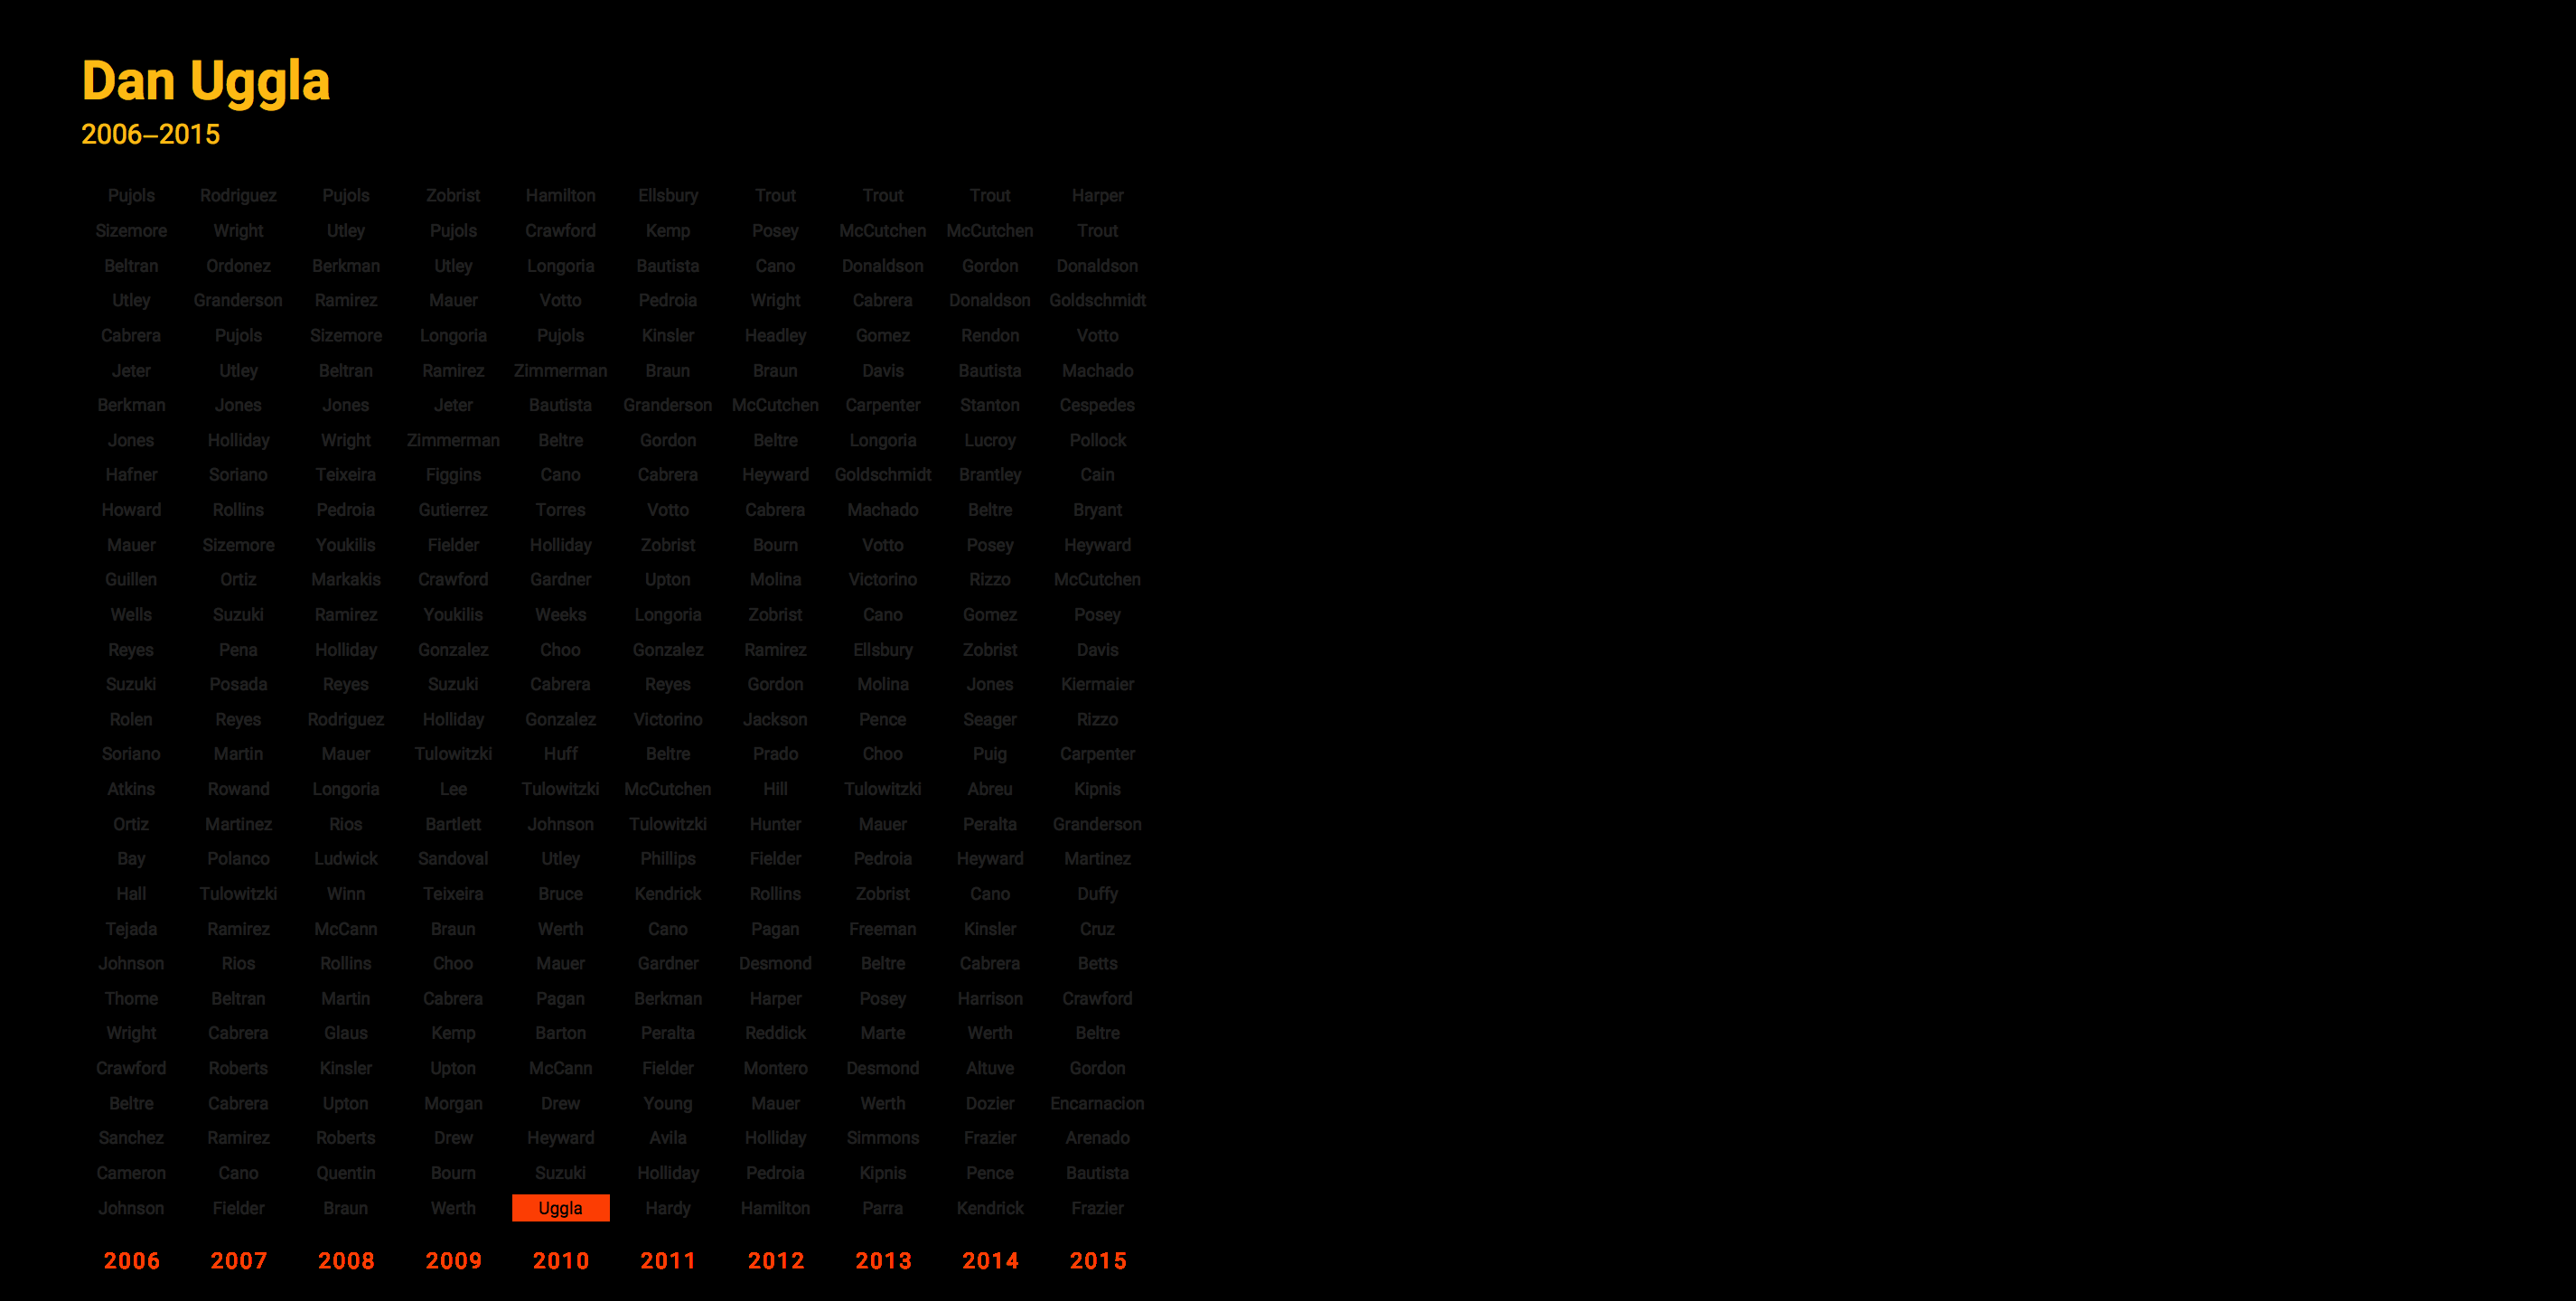 Dan Uggla
2006–2015
Pujols Rodriguez Pujols Zobrist Hamilton Ellsbury Trout Trout Trout Harper
Sizemore Wright Utley Pujols Crawford Kemp Posey McCutchen McCutchen Trout
Beltran Ordonez Berkman Utley Longoria Bautista Cano Donaldson Gordon Donaldson
Utley Granderson Ramirez Mauer Votto Pedroia Wright Cabrera Donaldson Goldschmidt
Cabrera Pujols Sizemore Longoria Pujols Kinsler Headley Gomez Rendon Votto
Jeter Utley Beltran Ramirez Zimmerman Braun Braun Davis Bautista Machado
Berkman Jones Jones Jeter Bautista Granderson McCutchen Carpenter Stanton Cespedes
Jones Holliday Wright Zimmerman Beltre Gordon Beltre Longoria Lucroy Pollock
Hafner Soriano Teixeira Figgins Cano Cabrera Heyward Goldschmidt Brantley Cain
Howard Rollins Pedroia Gutierrez Torres Votto Cabrera Machado Beltre Bryant
Mauer Sizemore Youkilis Fielder Holliday Zobrist Bourn Votto Posey Heyward
Guillen Ortiz Markakis Crawford Gardner Upton Molina Victorino Rizzo McCutchen
Wells Suzuki Ramirez Youkilis Weeks Longoria Zobrist Cano Gomez Posey
Reyes Pena Holliday Gonzalez Choo Gonzalez Ramirez Ellsbury Zobrist Davis
Suzuki Posada Reyes Suzuki Cabrera Reyes Gordon Molina Jones Kiermaier
Rolen Reyes Rodriguez Holliday Gonzalez Victorino Jackson Pence Seager Rizzo
Soriano Martin Mauer Tulowitzki Huff Beltre Prado Choo Puig Carpenter
Atkins Rowand Longoria Lee Tulowitzki McCutchen Hill Tulowitzki Abreu Kipnis
Ortiz Martinez Rios Bartlett Johnson Tulowitzki Hunter Mauer Peralta Granderson
Bay Polanco Ludwick Sandoval Utley Phillips Fielder Pedroia Heyward Martinez
Hall Tulowitzki Winn Teixeira Bruce Kendrick Rollins Zobrist Cano Duffy
Tejada Ramirez McCann Braun Werth Cano Pagan Freeman Kinsler Cruz
Johnson Rios Rollins Choo Mauer Gardner Desmond Beltre Cabrera Betts
Thome Beltran Martin Cabrera Pagan Berkman Harper Posey Harrison Crawford
Wright Cabrera Glaus Kemp Barton Peralta Reddick Marte Werth Beltre
Crawford Roberts Kinsler Upton McCann Fielder Montero Desmond Altuve Gordon
Beltre Cabrera Upton Morgan Drew Young Mauer Werth Dozier Encarnacion
Sanchez Ramirez Roberts Drew Heyward Avila Holliday Simmons Frazier Arenado
Cameron Cano Quentin Bourn Suzuki Holliday Pedroia Kipnis Pence Bautista
Johnson Fielder Braun Werth Uggla Hardy Hamilton Parra Kendrick Frazier
2006 2007 2008 2009 2010 2011 2012 2013 2014 2015